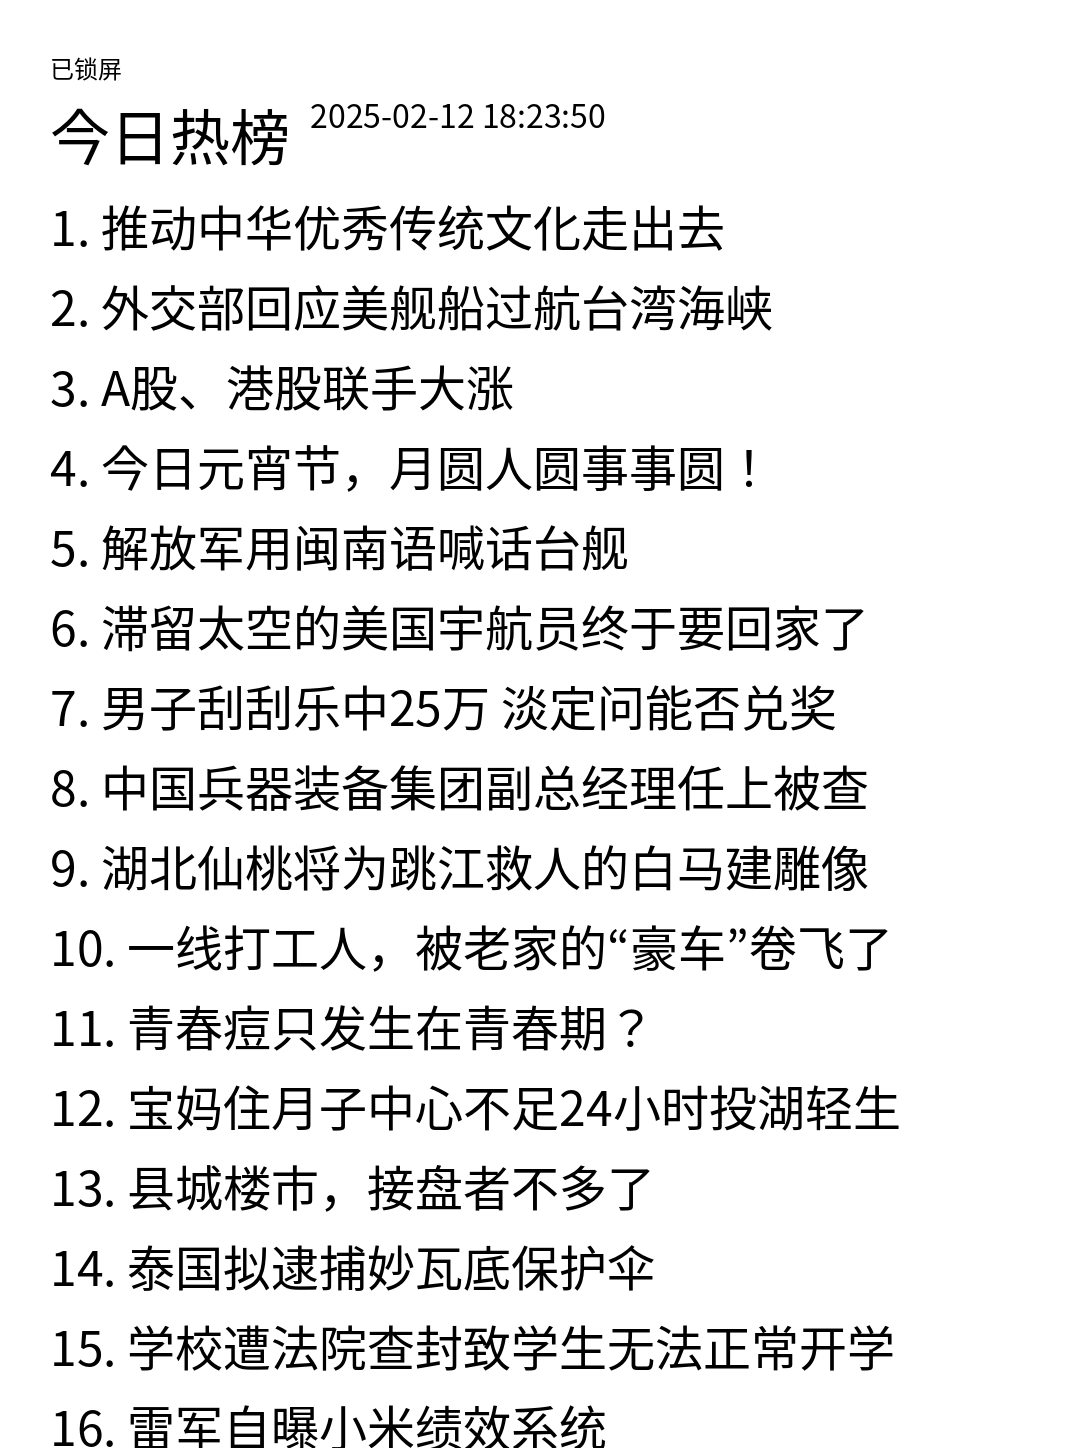 已锁屏
今日热榜 2025-02-12 18:23:50
1. 推动中华优秀传统文化走出去
2. 外交部回应美舰船过航台湾海峡
3. A股、港股联手大涨
4. 今日元宵节，月圆人圆事事圆！
5. 解放军用闽南语喊话台舰
6. 滞留太空的美国宇航员终于要回家了
7. 男子刮刮乐中25万 淡定问能否兑奖
8. 中国兵器装备集团副总经理任上被查
9. 湖北仙桃将为跳江救人的白马建雕像
10. 一线打工人，被老家的“豪车”卷飞了
11. 青春痘只发生在青春期？
12. 宝妈住月子中心不足24小时投湖轻生
13. 县城楼市，接盘者不多了
14. 泰国拟逮捕妙瓦底保护伞
15. 学校遭法院查封致学生无法正常开学
16. 雷军自曝小米绩效系统